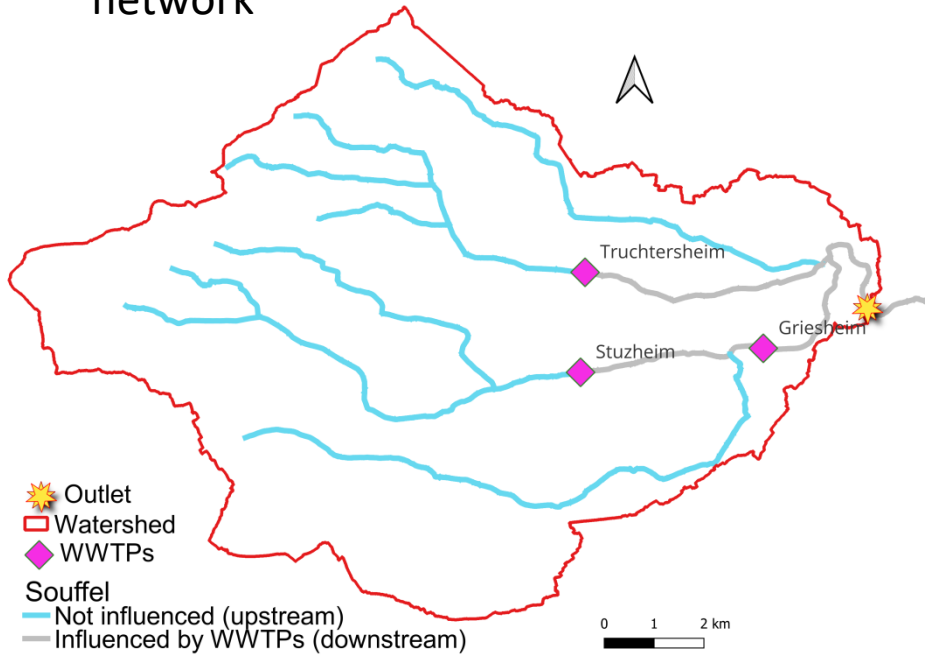 network
Truchtersheim
Griesheim
Stuzheim
Outlet
Watershed
WWTPs
Souffel
Not influenced (upstream)
Influenced by WWTPs (downstream)
0 1 2 km